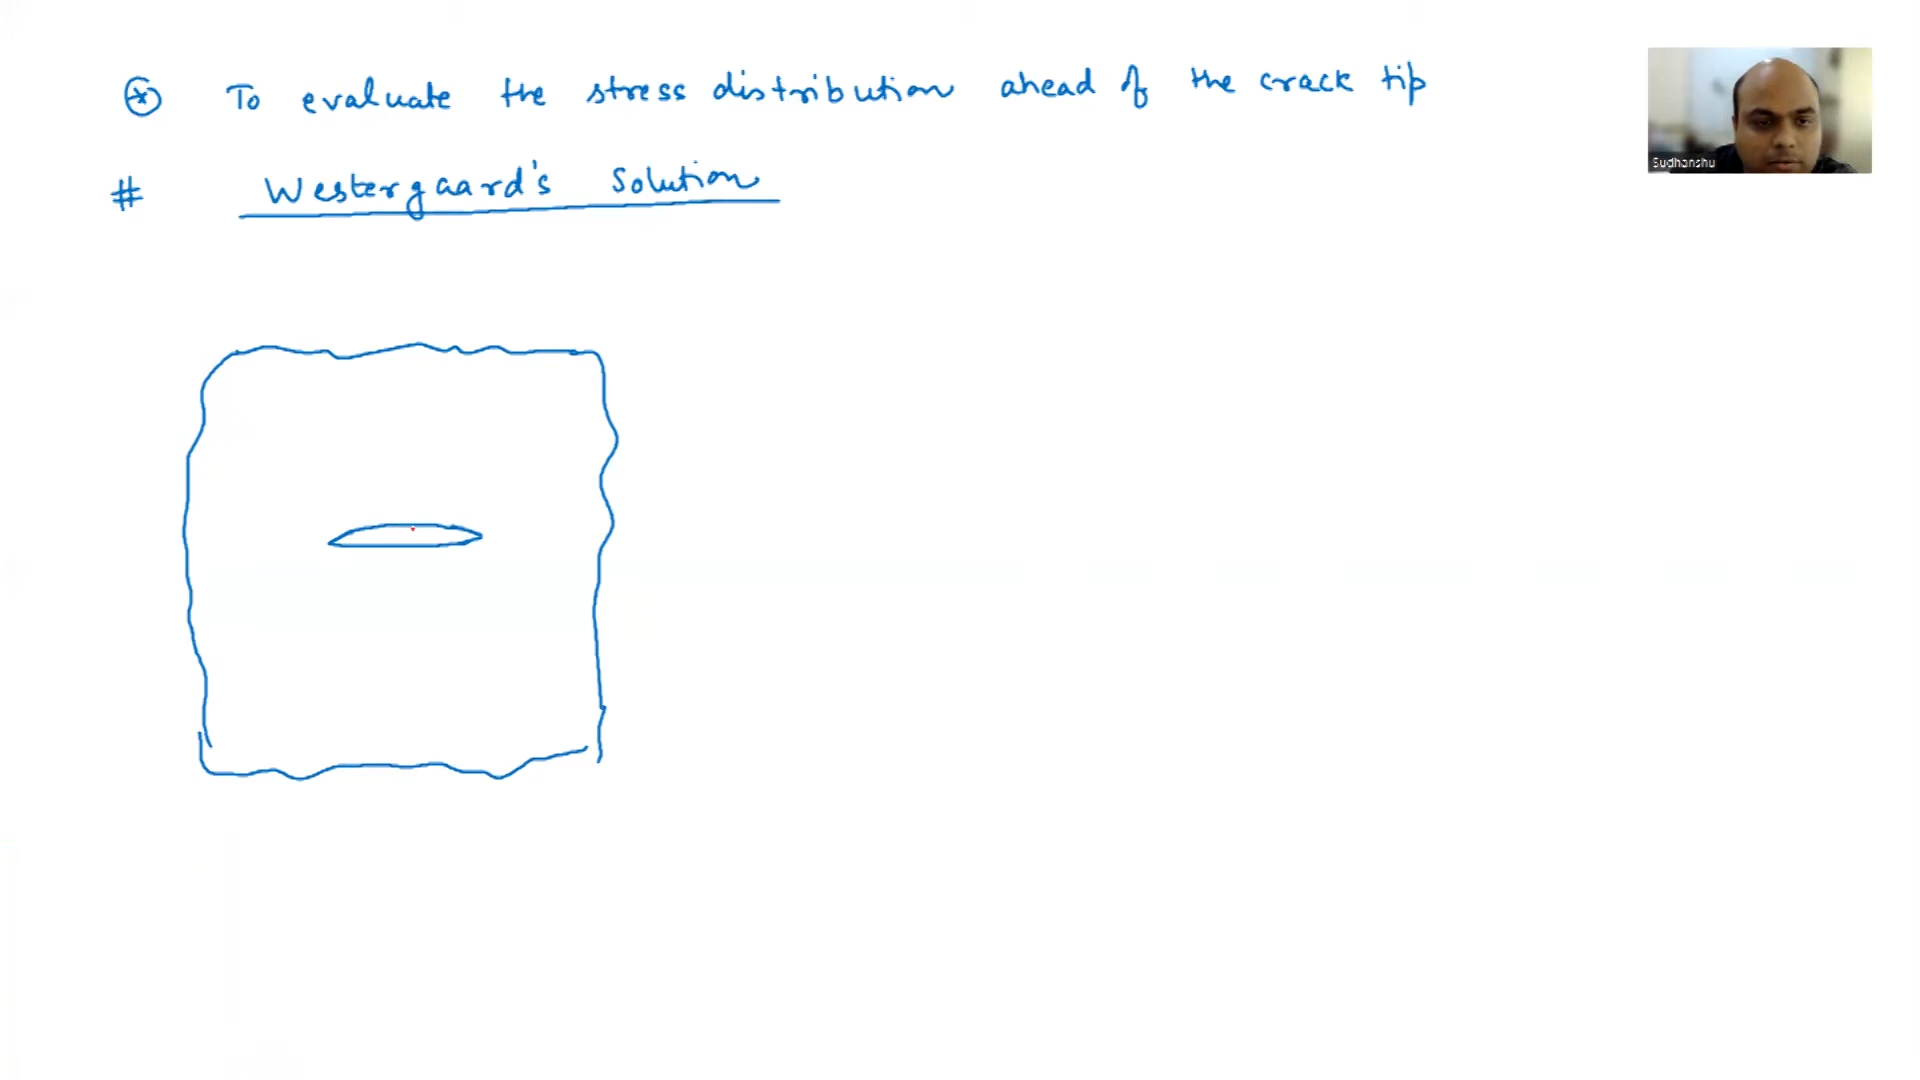 ⊛ To evaluate the stress distribution ahead of the crack tip
# Westergaard's Solution
Sudhanshu